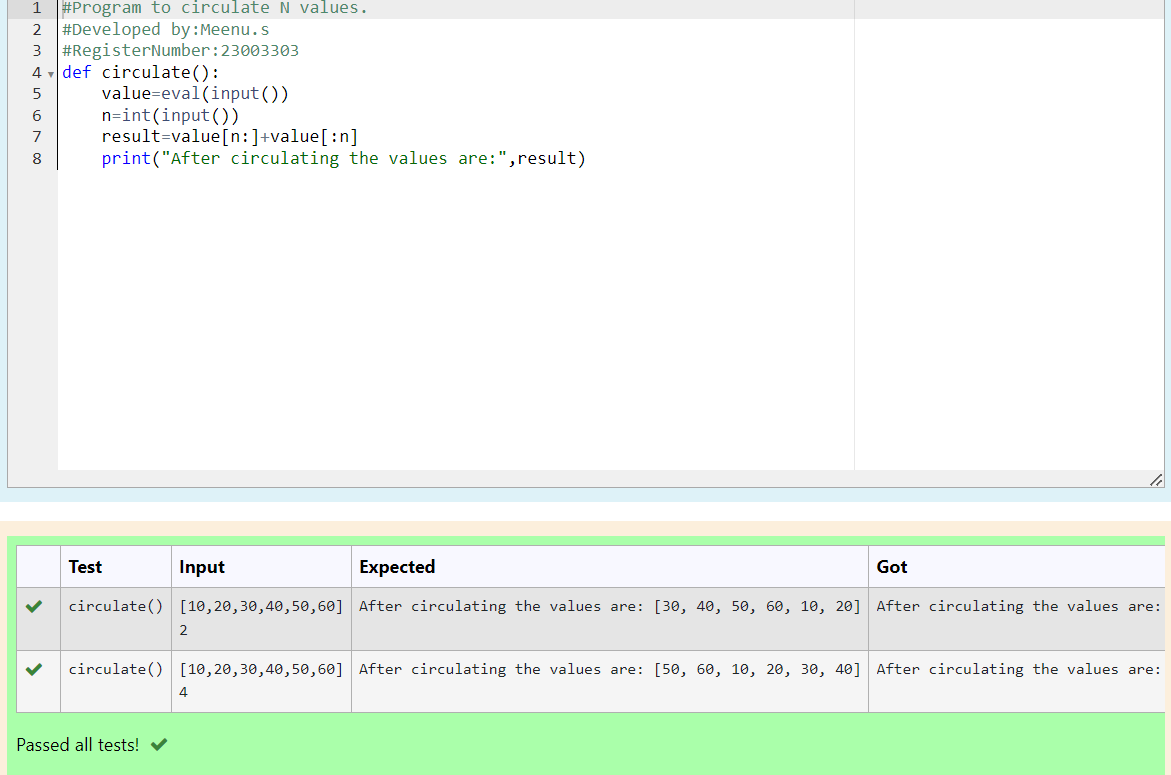 1 #Program to circulate N values.
2 #Developed by:Meenu.s
3 #RegisterNumber:23003303
4 def circulate():
5 value=eval(input())
6 n=int(input())
7 result=value[n:]+value[:n]
8 print("After circulating the values are:",result)
Test Input Expected Got
circulate() [10,20,30,40,50,60] After circulating the values are: [30, 40, 50, 60, 10, 20] After circulating the values are:
2
circulate() [10,20,30,40,50,60] After circulating the values are: [50, 60, 10, 20, 30, 40] After circulating the values are:
4
Passed all tests!